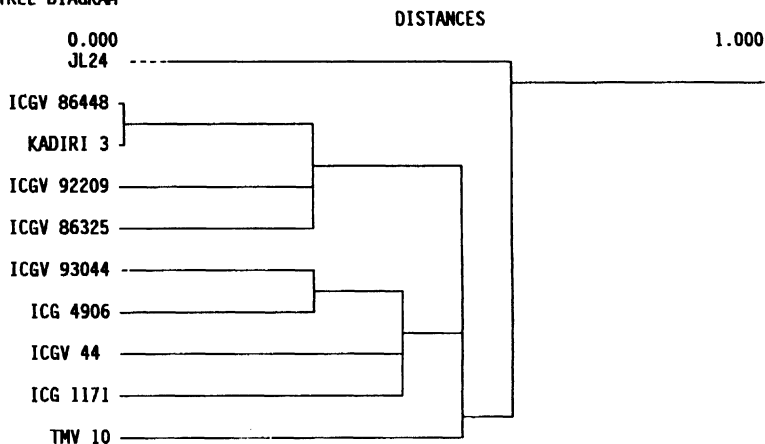 TREE DIAGRAM
DISTANCES
0.000 1.000
JL24
ICGV 86448
KADIRI 3
ICGV 92209
ICGV 86325
ICGV 93044
ICG 4906
ICGV 44
ICG 1171
TMV 10